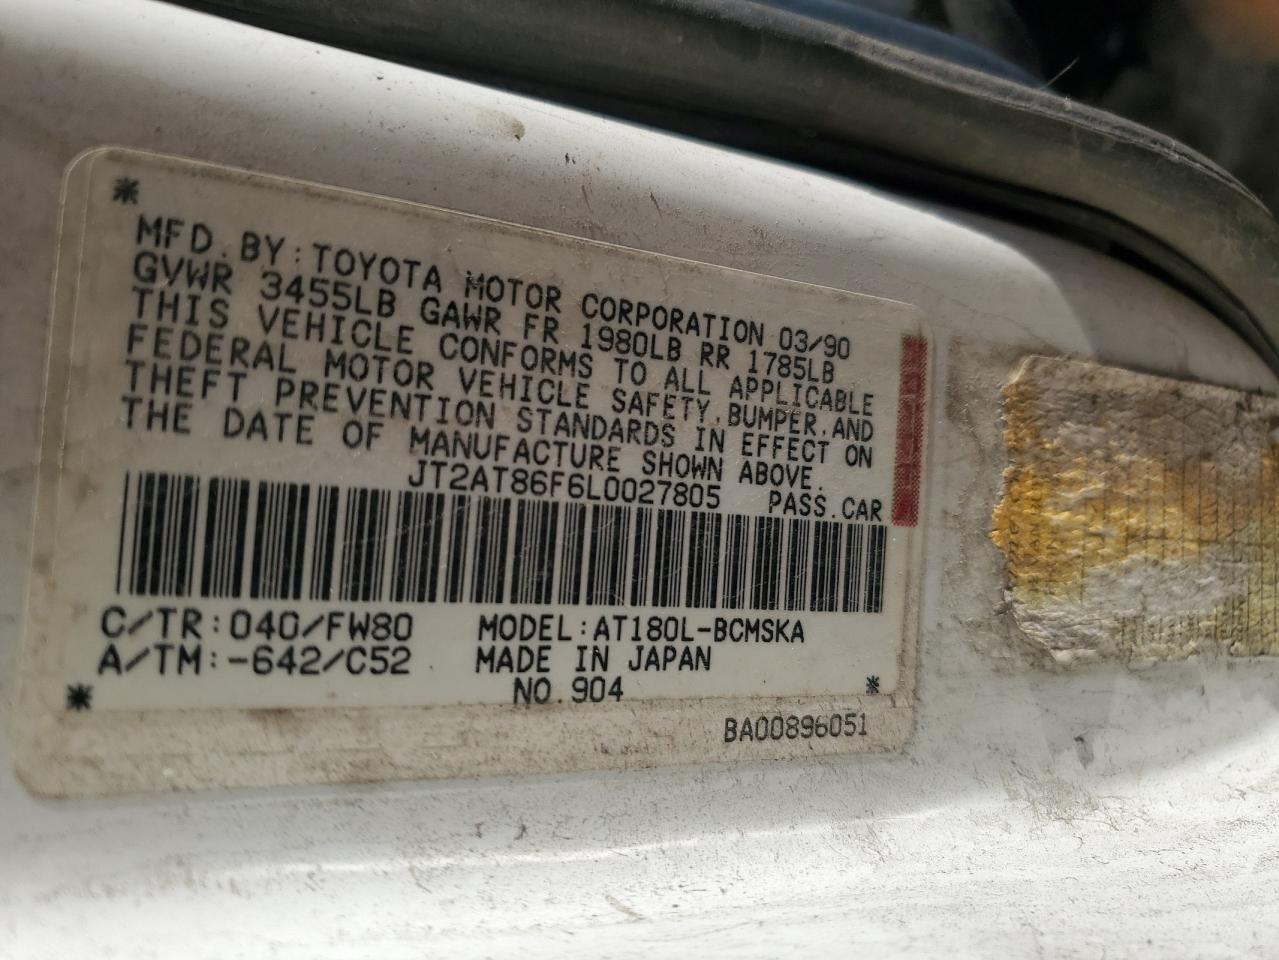 MFD. BY: TOYOTA MOTOR CORPORATION 03/90
GVWR 3455LB GAWR FR 1980LB RR 1785LB
THIS VEHICLE CONFORMS TO ALL APPLICABLE
FEDERAL MOTOR VEHICLE SAFETY, BUMPER, AND
THEFT PREVENTION STANDARDS IN EFFECT ON
THE DATE OF MANUFACTURE SHOWN ABOVE.
JT2AT86F6L0027805 PASS. CAR
C/TR: 040/FW80 MODEL: AT180L-BCMSKA
A/TM: -642/C52 MADE IN JAPAN
NO. 904
BA00896051